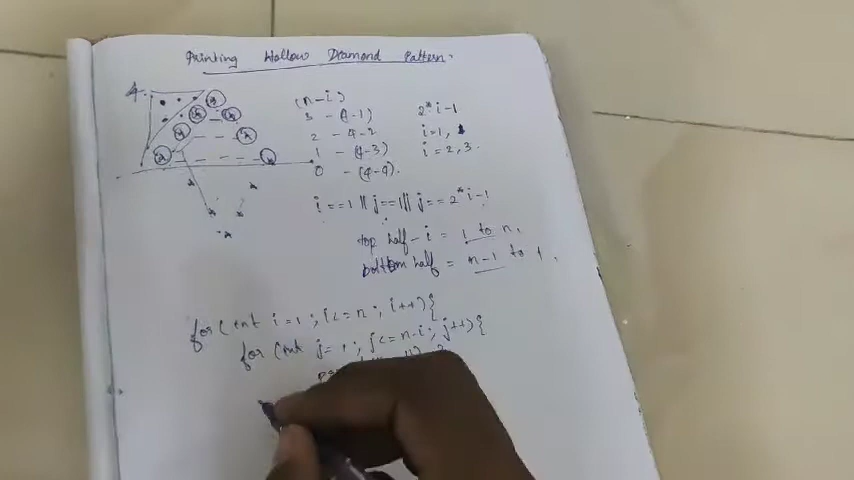 Printing Hollow Diamond Pattern.
4
(n-i)
3 - (4-1)
2 - 4-2
1 - (4-3)
0 - (4-4).
2*i-1
i=1,
i=2,3.
i==1||j==1||j==2*i-1
top half - i = 1 to n,
bottom half = n-1 to 1,
for(int i=1;i<=n;i++){
for(int j=1;j<=n-i;j++){